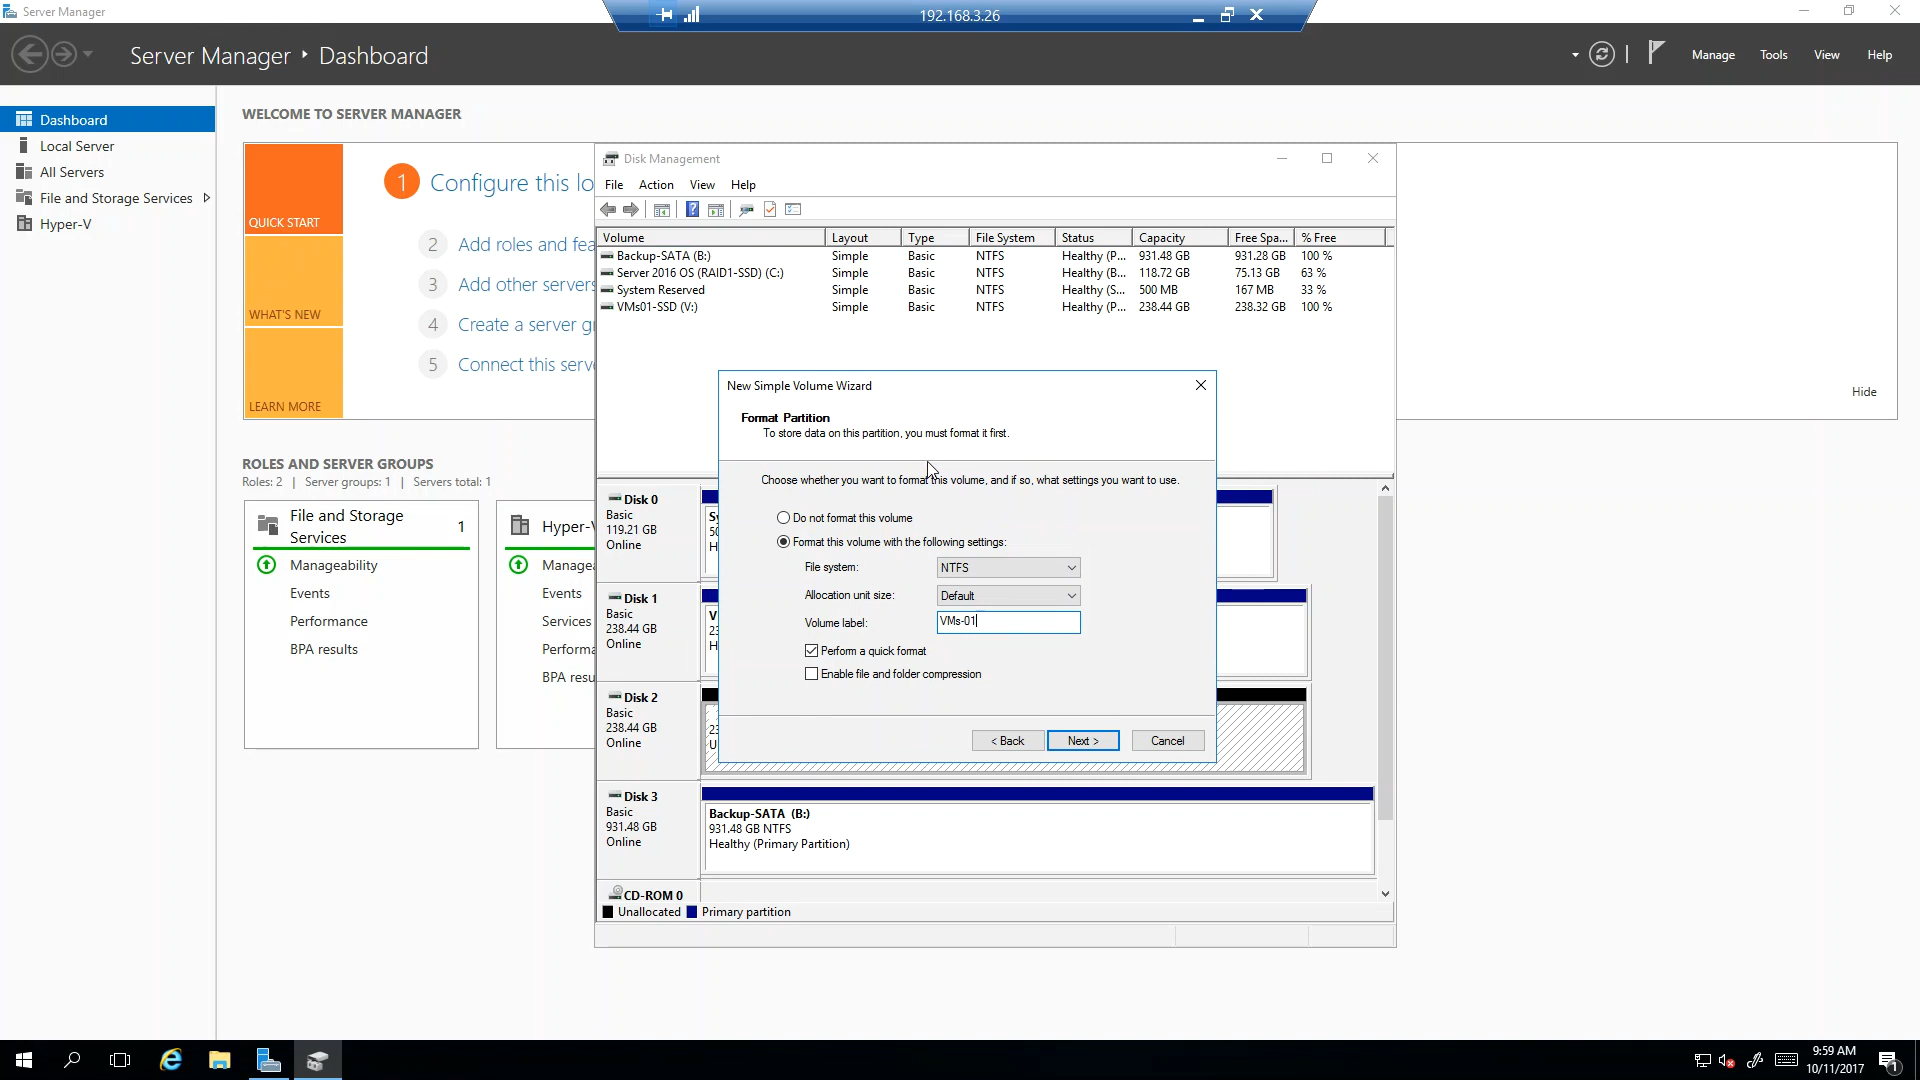 Server Manager
192.168.3.26
Server Manager
Dashboard
Manage
Tools
View
Help
Dashboard
Local Server
All Servers
File and Storage Services
Hyper-V
WELCOME TO SERVER MANAGER
QUICK START
WHAT'S NEW
LEARN MORE
1 Configure this lo
2 Add roles and fea
3 Add other servers
4 Create a server gr
5 Connect this serve
Hide
ROLES AND SERVER GROUPS
Roles: 2 | Server groups: 1 | Servers total: 1
File and Storage
Services
1
Manageability
Events
Performance
BPA results
Hyper-V
Managea
Events
Services
Performa
BPA resu
Disk Management
File Action View Help
Volume Layout Type File System Status Capacity Free Spa... % Free
Backup-SATA (B:) Simple Basic NTFS Healthy (P... 931.48 GB 931.28 GB 100 %
Server 2016 OS (RAID1-SSD) (C:) Simple Basic NTFS Healthy (B... 118.72 GB 75.13 GB 63 %
System Reserved Simple Basic NTFS Healthy (S... 500 MB 167 MB 33 %
VMs01-SSD (V:) Simple Basic NTFS Healthy (P... 238.44 GB 238.32 GB 100 %
New Simple Volume Wizard
Format Partition
To store data on this partition, you must format it first.
Choose whether you want to format this volume, and if so, what settings you want to use.
Do not format this volume
Format this volume with the following settings:
File system: NTFS
Allocation unit size: Default
Volume label: VMs-01
Perform a quick format
Enable file and folder compression
< Back
Next >
Cancel
Disk 0
Basic
119.21 GB
Online
Sy
50
H
Disk 1
Basic
238.44 GB
Online
V
23
H
Disk 2
Basic
238.44 GB
Online
23
U
Disk 3
Basic
931.48 GB
Online
Backup-SATA (B:)
931.48 GB NTFS
Healthy (Primary Partition)
CD-ROM 0
Unallocated
Primary partition
9:59 AM
10/11/2017
1